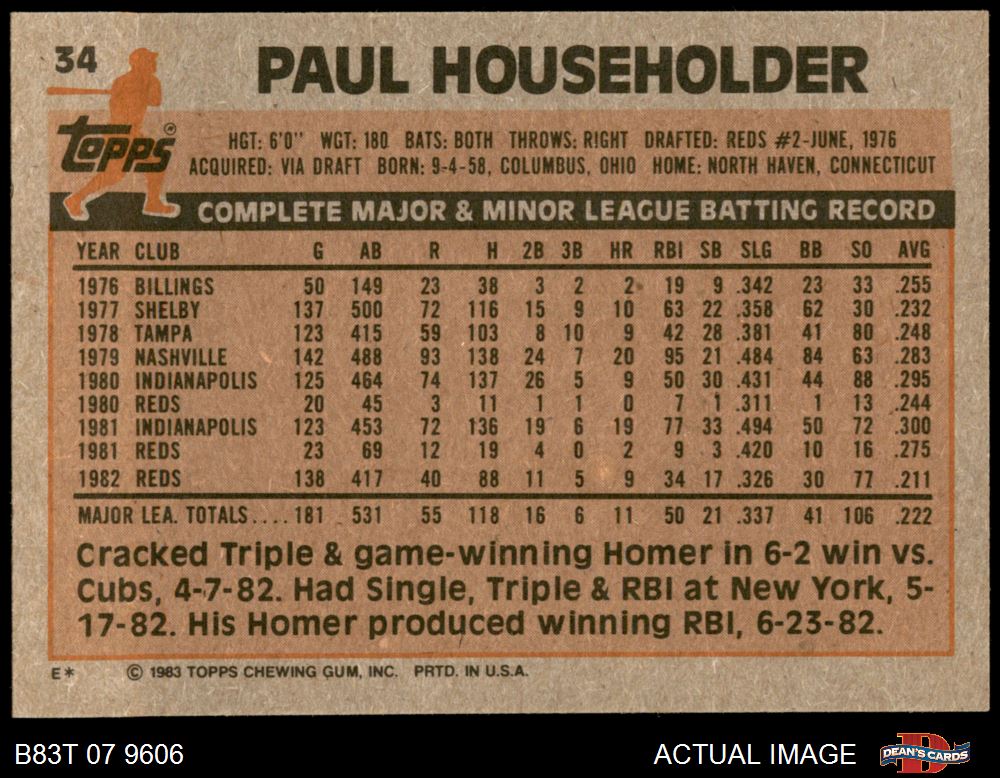 34
PAUL HOUSEHOLDER
Topps®
HGT: 6'0" WGT: 180 BATS: BOTH THROWS: RIGHT DRAFTED: REDS #2-JUNE, 1976
ACQUIRED: VIA DRAFT BORN: 9-4-58, COLUMBUS, OHIO HOME: NORTH HAVEN, CONNECTICUT
COMPLETE MAJOR & MINOR LEAGUE BATTING RECORD
YEAR CLUB G AB R H 2B 3B HR RBI SB SLG BB SO AVG
1976 BILLINGS 50 149 23 38 3 2 2 19 9 .342 23 33 .255
1977 SHELBY 137 500 72 116 15 9 10 63 22 .358 62 30 .232
1978 TAMPA 123 415 59 103 8 10 9 42 28 .381 41 80 .248
1979 NASHVILLE 142 488 93 138 24 7 20 95 21 .484 84 63 .283
1980 INDIANAPOLIS 125 464 74 137 26 5 9 50 30 .431 44 88 .295
1980 REDS 20 45 3 11 1 1 0 7 1 .311 1 13 .244
1981 INDIANAPOLIS 123 453 72 136 19 6 19 77 33 .494 50 72 .300
1981 REDS 23 69 12 19 4 0 2 9 3 .420 10 16 .275
1982 REDS 138 417 40 88 11 5 9 34 17 .326 30 77 .211
MAJOR LEA. TOTALS.... 181 531 55 118 16 6 11 50 21 .337 41 106 .222
Cracked Triple & game-winning Homer in 6-2 win vs.
Cubs, 4-7-82. Had Single, Triple & RBI at New York, 5-
17-82. His Homer produced winning RBI, 6-23-82.
E* © 1983 TOPPS CHEWING GUM, INC. PRTD. IN U.S.A.
B83T 07 9606
ACTUAL IMAGE
DEAN'S CARDS